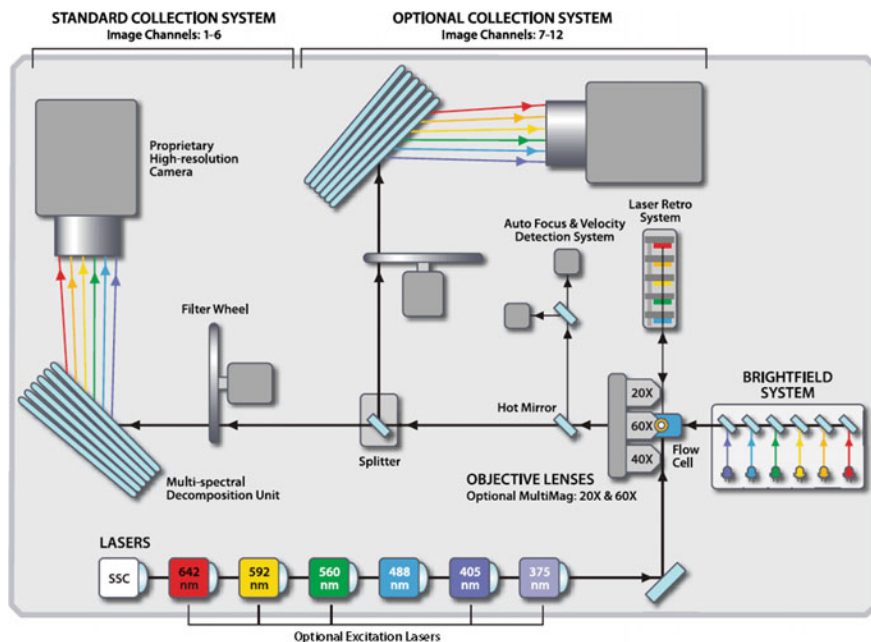 STANDARD COLLECTION SYSTEM
Image Channels: 1-6
OPTIONAL COLLECTION SYSTEM
Image Channels: 7-12
Proprietary
High-resolution
Camera
Laser Retro
System
Auto Focus & Velocity
Detection System
Filter Wheel
BRIGHTFIELD
SYSTEM
20X
Hot Mirror
60X
Flow
Cell
Splitter
40X
OBJECTIVE LENSES
Optional MultiMag: 20X & 60X
Multi-spectral
Decomposition Unit
LASERS
SSC
642
nm
592
nm
560
nm
488
nm
405
nm
375
nm
Optional Excitation Lasers